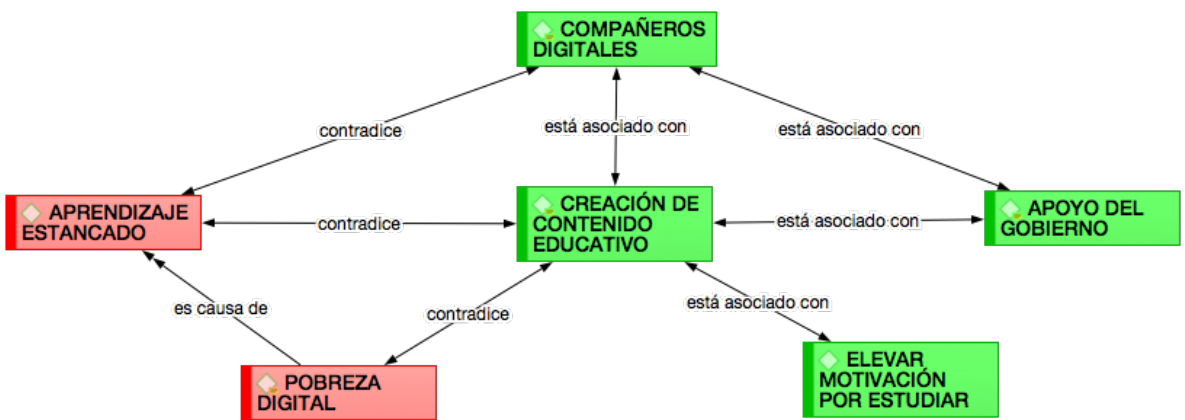 COMPAÑEROS
DIGITALES
contradice
está asociado con
está asociado con
APRENDIZAJE
ESTANCADO
contradice
CREACIÓN DE
CONTENIDO
EDUCATIVO
está asociado con
APOYO DEL
GOBIERNO
es causa de
contradice
está asociado con
POBREZA
DIGITAL
ELEVAR
MOTIVACIÓN
POR ESTUDIAR